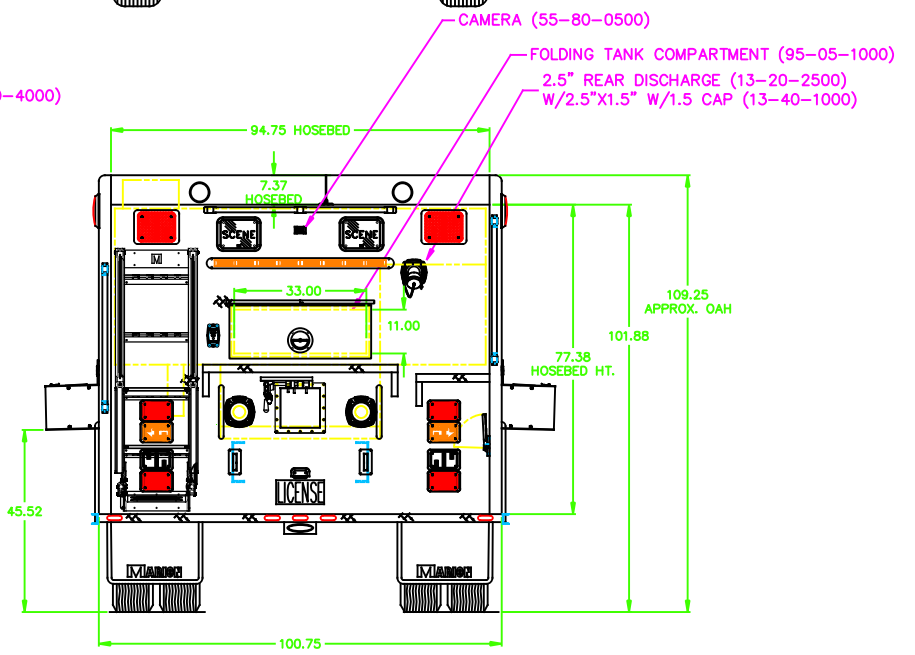 CAMERA (55-80-0500)
FOLDING TANK COMPARTMENT (95-05-1000)
2.5" REAR DISCHARGE (13-20-2500)
W/2.5"X1.5" W/1.5 CAP (13-40-1000)
-4000)
94.75 HOSEBED
7.37
HOSEBED
SCENE
SCENE
M
33.00
11.00
109.25
APPROX. OAH
101.88
77.38
HOSEBED HT.
45.52
LICENSE
MARION
MARION
100.75